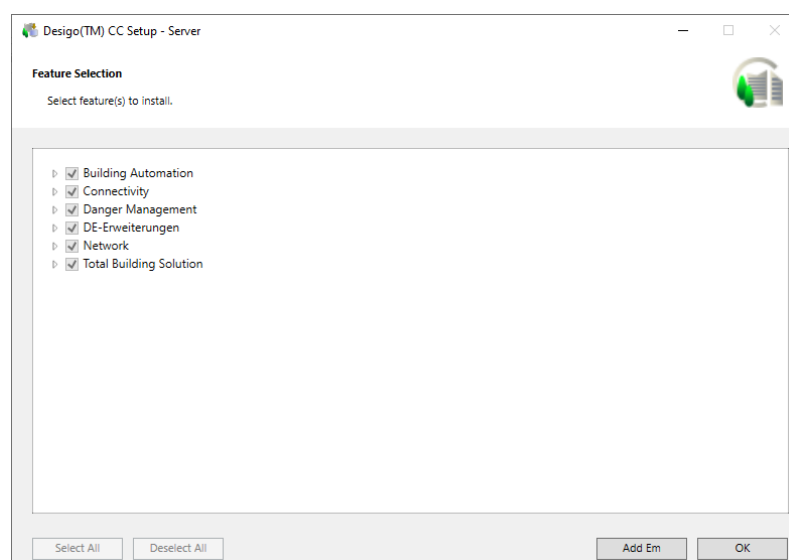 Desigo(TM) CC Setup - Server
Feature Selection
Select feature(s) to install.
Building Automation
Connectivity
Danger Management
DE-Erweiterungen
Network
Total Building Solution
Select All
Deselect All
Add Em
OK